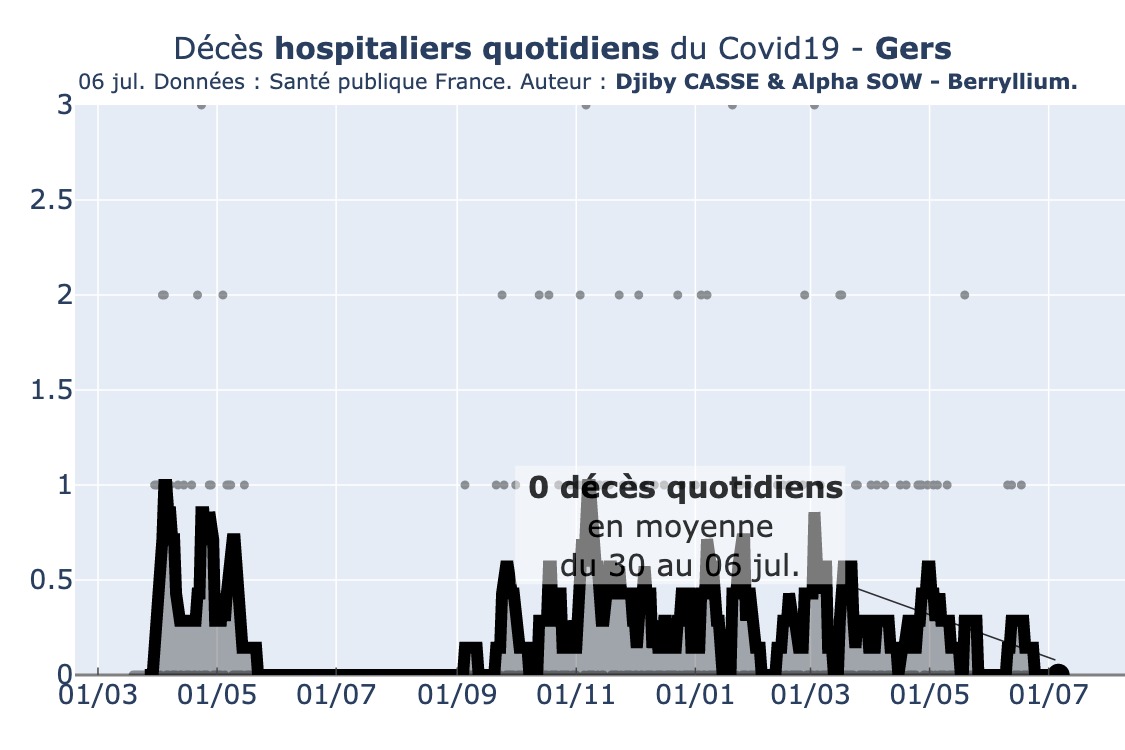 Décès hospitaliers quotidiens du Covid19 - Gers
06 jul. Données : Santé publique France. Auteur : Djiby CASSE & Alpha SOW - Berryllium.
3
2.5
2
1.5
1
0.5
0
0 décès quotidiens
en moyenne
du 30 au 06 jul.
01/03 01/05 01/07 01/09 01/11 01/01 01/03 01/05 01/07